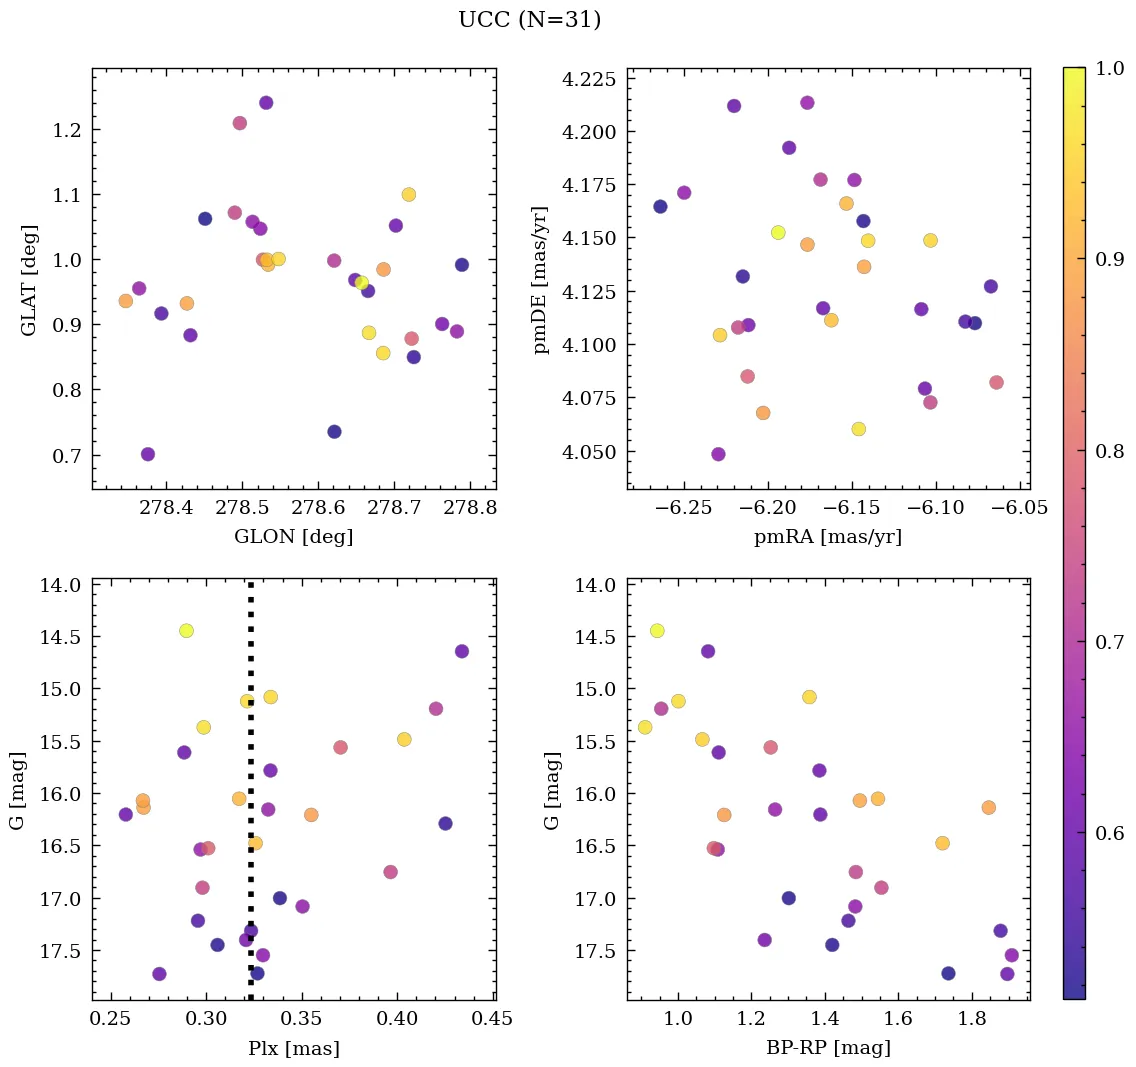 UCC (N=31)
1.2
1.1
1.0
0.9
0.8
0.7
GLAT [deg]
278.4 278.5 278.6 278.7 278.8
GLON [deg]
4.225
4.200
4.175
4.150
4.125
4.100
4.075
4.050
pmDE [mas/yr]
−6.25 −6.20 −6.15 −6.10 −6.05
pmRA [mas/yr]
14.0
14.5
15.0
15.5
16.0
16.5
17.0
17.5
G [mag]
0.25 0.30 0.35 0.40 0.45
Plx [mas]
14.0
14.5
15.0
15.5
16.0
16.5
17.0
17.5
G [mag]
1.0 1.2 1.4 1.6 1.8
BP-RP [mag]
1.0
0.9
0.8
0.7
0.6